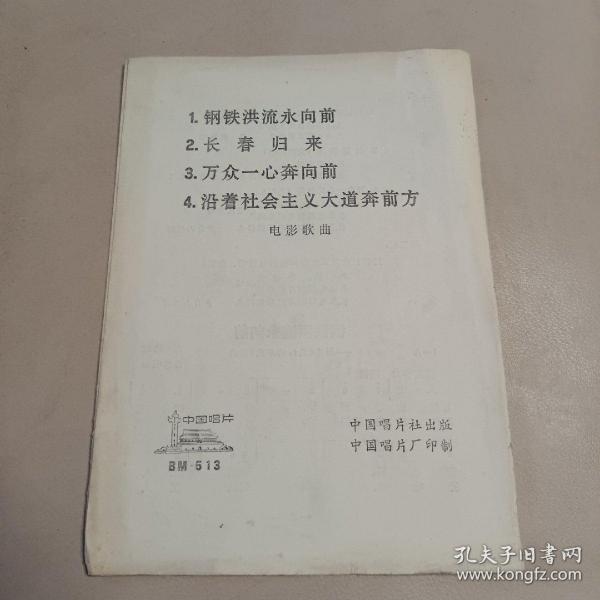 1. 钢铁洪流永向前
2. 长春归来
3. 万众一心奔向前
4. 沿着社会主义大道奔前方
电影歌曲
中国唱片
BM-513
中国唱片社出版
中国唱片厂印制
孔夫子旧书网
www.kongfz.com